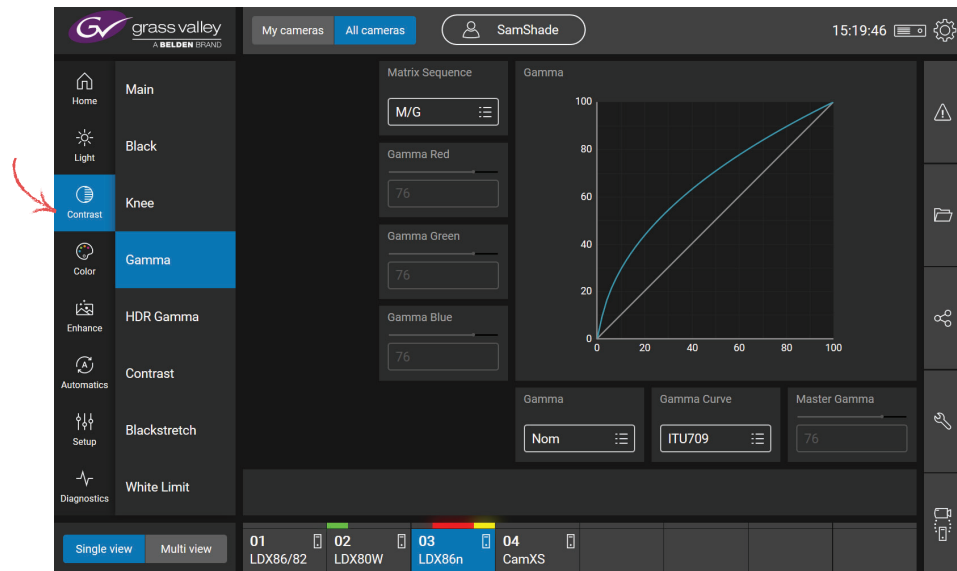 GV grass valley
A BELDEN BRAND
My cameras
All cameras
SamShade
15:19:46
Home
Light
Contrast
Color
Enhance
A
Automatics
Setup
Diagnostics
Main
Black
Knee
Gamma
HDR Gamma
Contrast
Blackstretch
White Limit
Matrix Sequence
M/G
Gamma Red
76
Gamma Green
76
Gamma Blue
76
Gamma
100
80
60
40
20
0
0 20 40 60 80 100
Gamma
Nom
Gamma Curve
ITU709
Master Gamma
76
Single view
Multi view
01
LDX86/82
02
LDX80W
03
LDX86n
04
CamXS